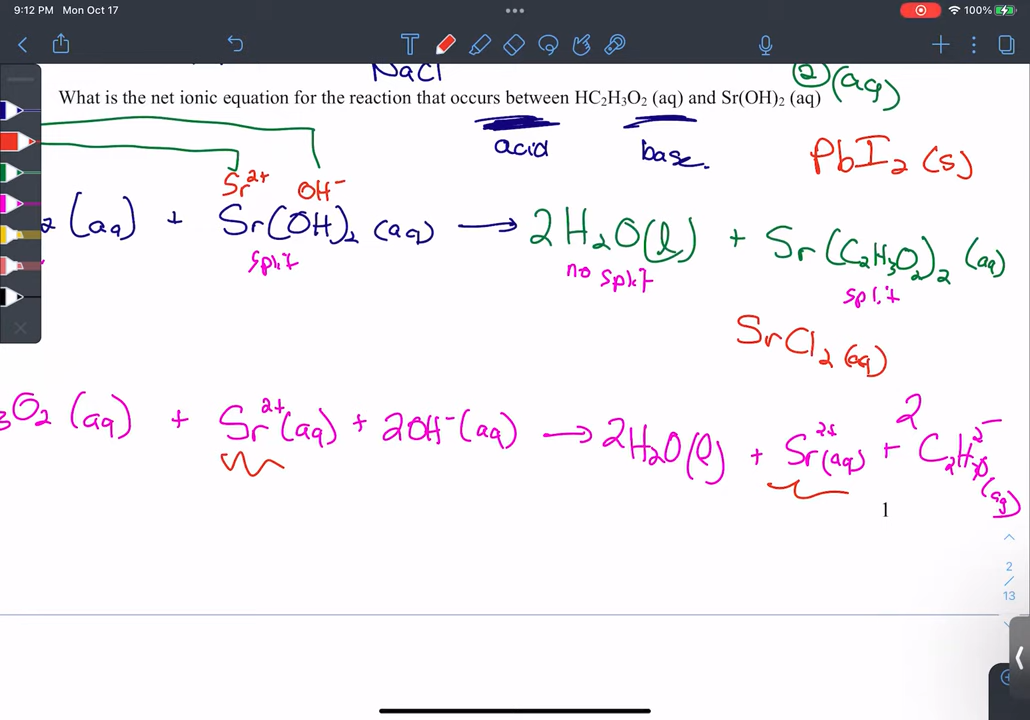 9:12 PM Mon Oct 17
100%
NaCl
② (aq)
What is the net ionic equation for the reaction that occurs between HC₂H₃O₂ (aq) and Sr(OH)₂ (aq)
acid
base.
PbI₂ (s)
Sr²⁺ OH⁻
₂ (aq) + Sr(OH)₂ (aq) → 2H₂O(l) + Sr(C₂H₃O₂)₂ (aq)
split
no split
split
SrCl₂ (aq)
₃O₂ (aq) + Sr²⁺(aq) + 2OH⁻(aq) → 2H₂O(l) + Sr²⁺(aq) + 2C₂H₃O₂⁻(aq)
1
2
/
13